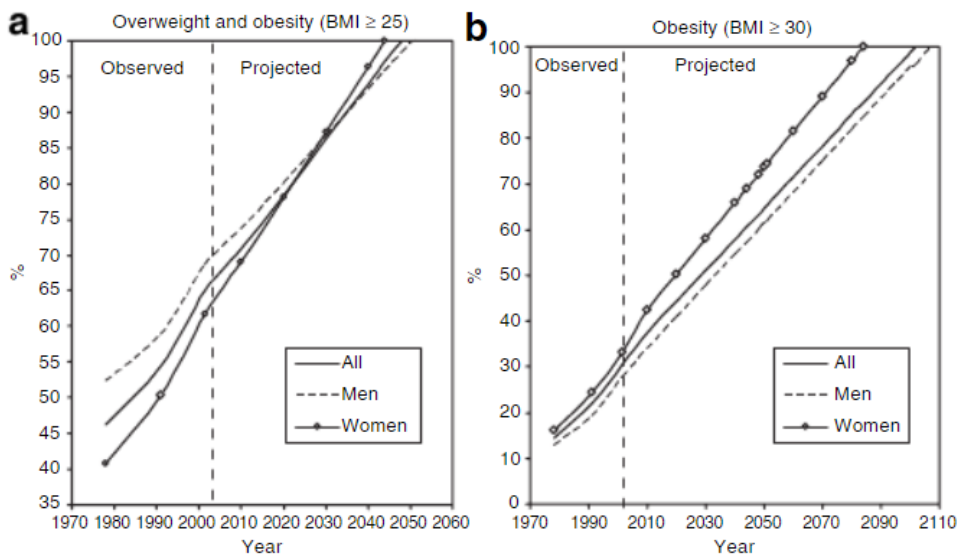 a
Overweight and obesity (BMI ≥ 25)
100
95
90
85
80
75
70
65
60
55
50
45
40
35
%
Observed
Projected
All
Men
Women
1970 1980 1990 2000 2010 2020 2030 2040 2050 2060
Year
b
Obesity (BMI ≥ 30)
100
90
80
70
60
50
40
30
20
10
0
%
Observed
Projected
All
Men
Women
1970 1990 2010 2030 2050 2070 2090 2110
Year